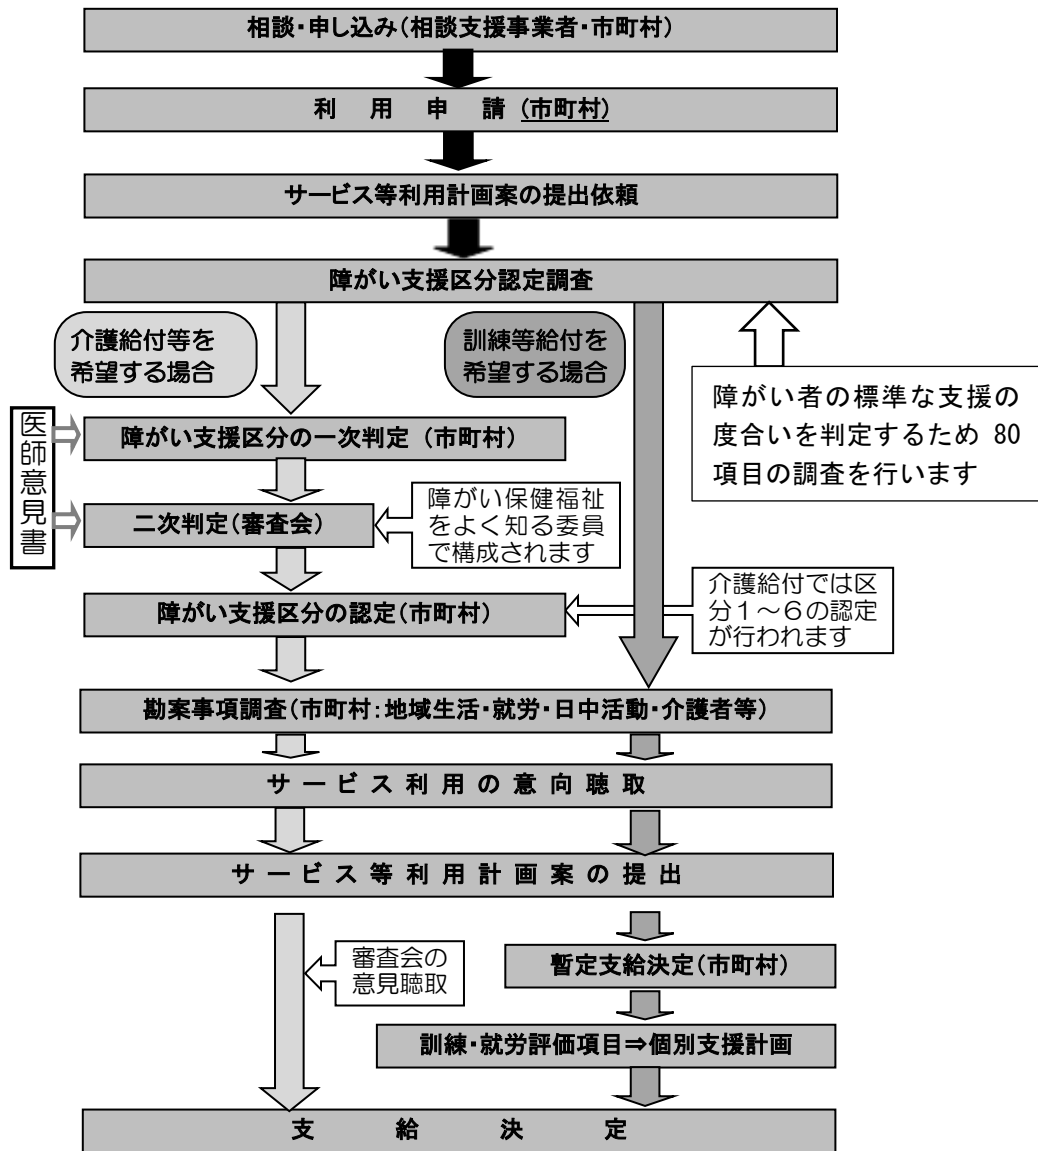 相談・申し込み（相談支援事業者・市町村）
利用申請（市町村）
サービス等利用計画案の提出依頼
障がい支援区分認定調査
介護給付等を
希望する場合
訓練等給付を
希望する場合
障がい者の標準な支援の
度合いを判定するため 80
項目の調査を行います
医師意見書
障がい支援区分の一次判定（市町村）
二次判定（審査会）
障がい保健福祉
をよく知る委員
で構成されます
障がい支援区分の認定（市町村）
介護給付では区
分１～６の認定
が行われます
勘案事項調査（市町村：地域生活・就労・日中活動・介護者等）
サービス利用の意向聴取
サービス等利用計画案の提出
審査会の
意見聴取
暫定支給決定（市町村）
訓練・就労評価項目⇒個別支援計画
支給決定